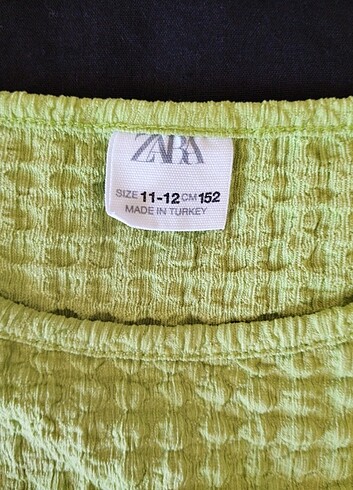 ZARA
SIZE 11-12 CM 152
MADE IN TURKEY